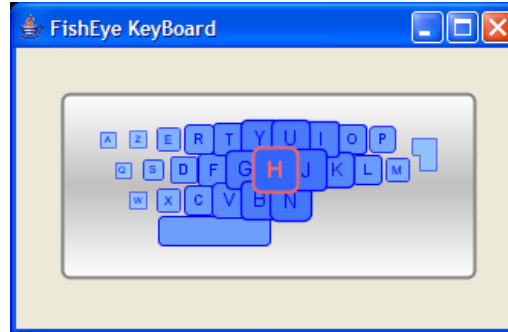 FishEye KeyBoard
A Z E R T Y U I O P
Q S D F G H J K L M
W X C V B N